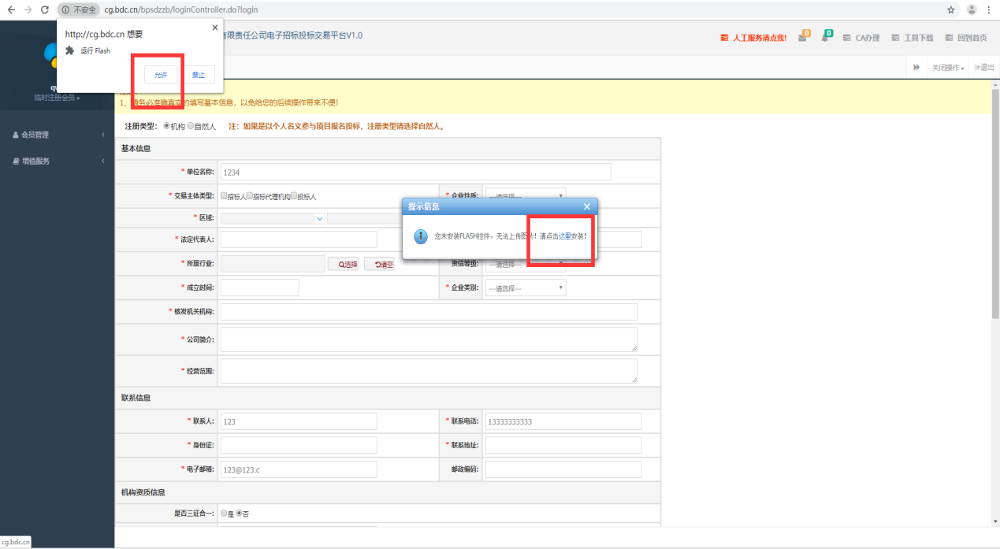 不安全 cg.bdc.cn/bpsdzzb/loginController.do?login
http://cg.bdc.cn 想要
运行 Flash
允许 禁止
有限责任公司电子招标投标交易平台V1.0
人工服务请点我! 0 0 CA办理 工具下载 回到首页
关闭操作 退出
临时注册会员
会员管理
增值服务
1、请务必准确真实的填写基本信息，以免给您的后续操作带来不便!
注册类型: 机构 自然人 注: 如果是以个人名义参与项目报名投标，注册类型请选择自然人。
基本信息
* 单位名称: 1234
* 交易主体类型: 招标人 招标代理机构 投标人 * 企业性质: ---请选择---
* 区域:
* 法定代表人:
* 所属行业: 选择 清空 资信等级: ---请选择---
* 成立时间: * 企业类别: ---请选择---
* 核发机关机构:
* 公司简介:
* 经营范围:
提示信息
您未安装FLASH控件，无法上传图片! 请点击这里安装!
联系信息
* 联系人: 123 * 联系电话: 13333333333
* 身份证: * 联系地址:
* 电子邮箱: 123@123.c 邮政编码:
机构资质信息
是否三证合一: 是 否
cg.bdc.cn